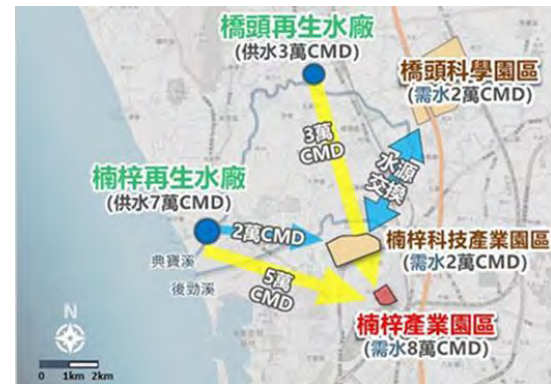 橋頭再生水廠
(供水3萬CMD)
橋頭科學園區
(需水2萬CMD)
3萬
CMD
水源
交換
楠梓再生水廠
(供水7萬CMD)
2萬CMD
楠梓科技產業園區
(需水2萬CMD)
典寶溪
後勁溪
5萬
CMD
楠梓產業園區
(需水8萬CMD)
N
0 1km 2km